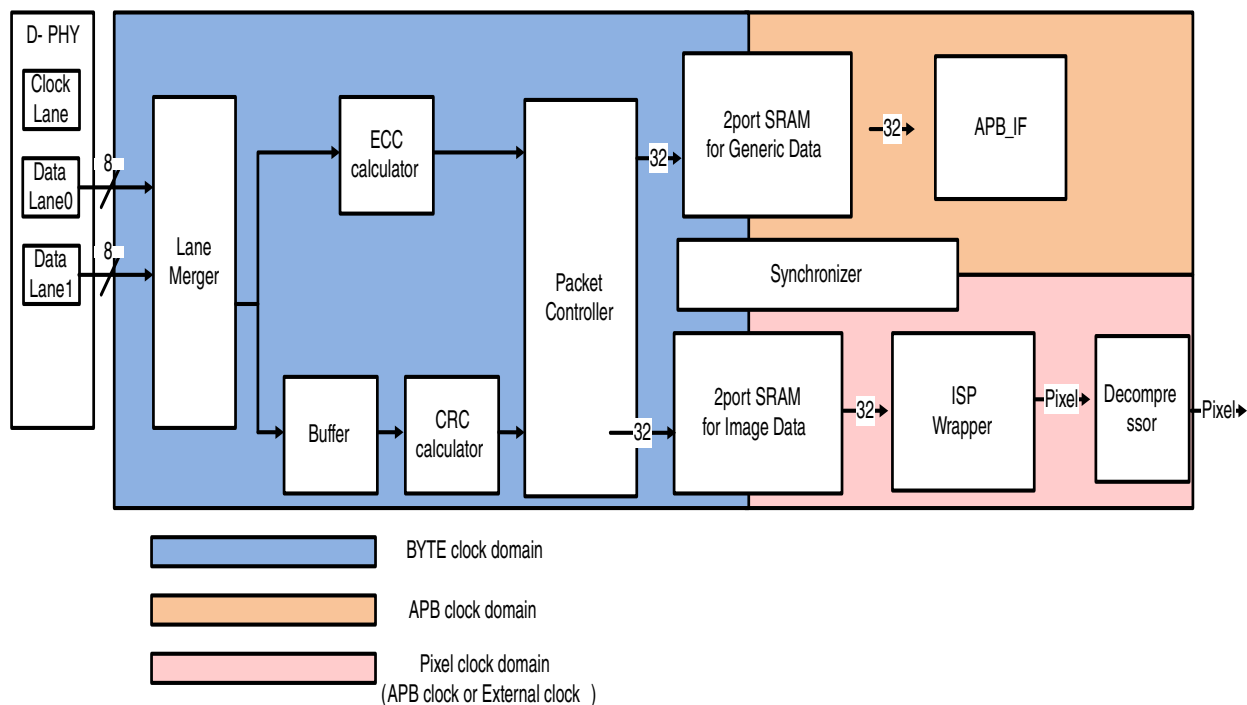 D- PHY
Clock
Lane
Data
Lane0
Data
Lane1
8
8
Lane
Merger
ECC
calculator
Buffer
CRC
calculator
Packet
Controller
32
32
2port SRAM
for Generic Data
32
APB_IF
Synchronizer
2port SRAM
for Image Data
32
ISP
Wrapper
Pixel
Decompre
ssor
Pixel
BYTE clock domain
APB clock domain
Pixel clock domain
(APB clock or External clock )